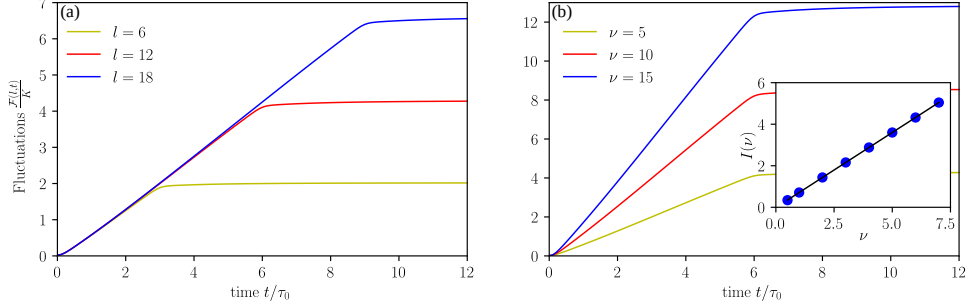 (a)
l = 6
l = 12
l = 18
7
6
5
4
3
2
1
0
Fluctuations F(l,t)/K
0 2 4 6 8 10 12
time t/τ0
(b)
ν = 5
ν = 10
ν = 15
12
10
8
6
4
2
0
0 2 4 6 8 10 12
time t/τ0
6
4
2
0
I(ν)
0.0 2.5 5.0 7.5
ν